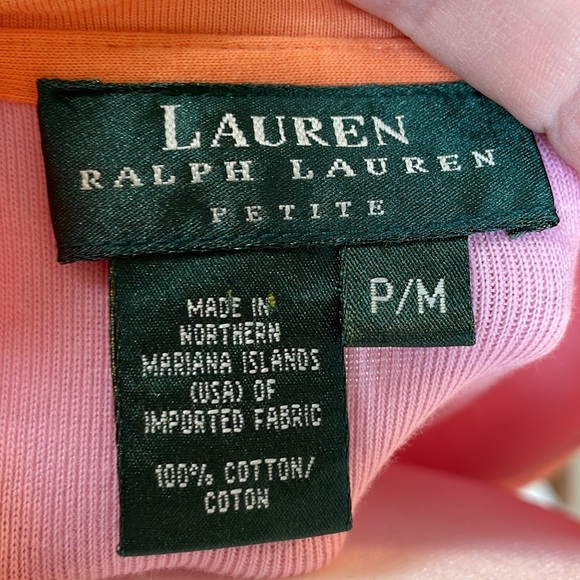 LAUREN
RALPH LAUREN
PETITE
P/M
MADE IN
NORTHERN
MARIANA ISLANDS
(USA) OF
IMPORTED FABRIC
100% COTTON/
COTON